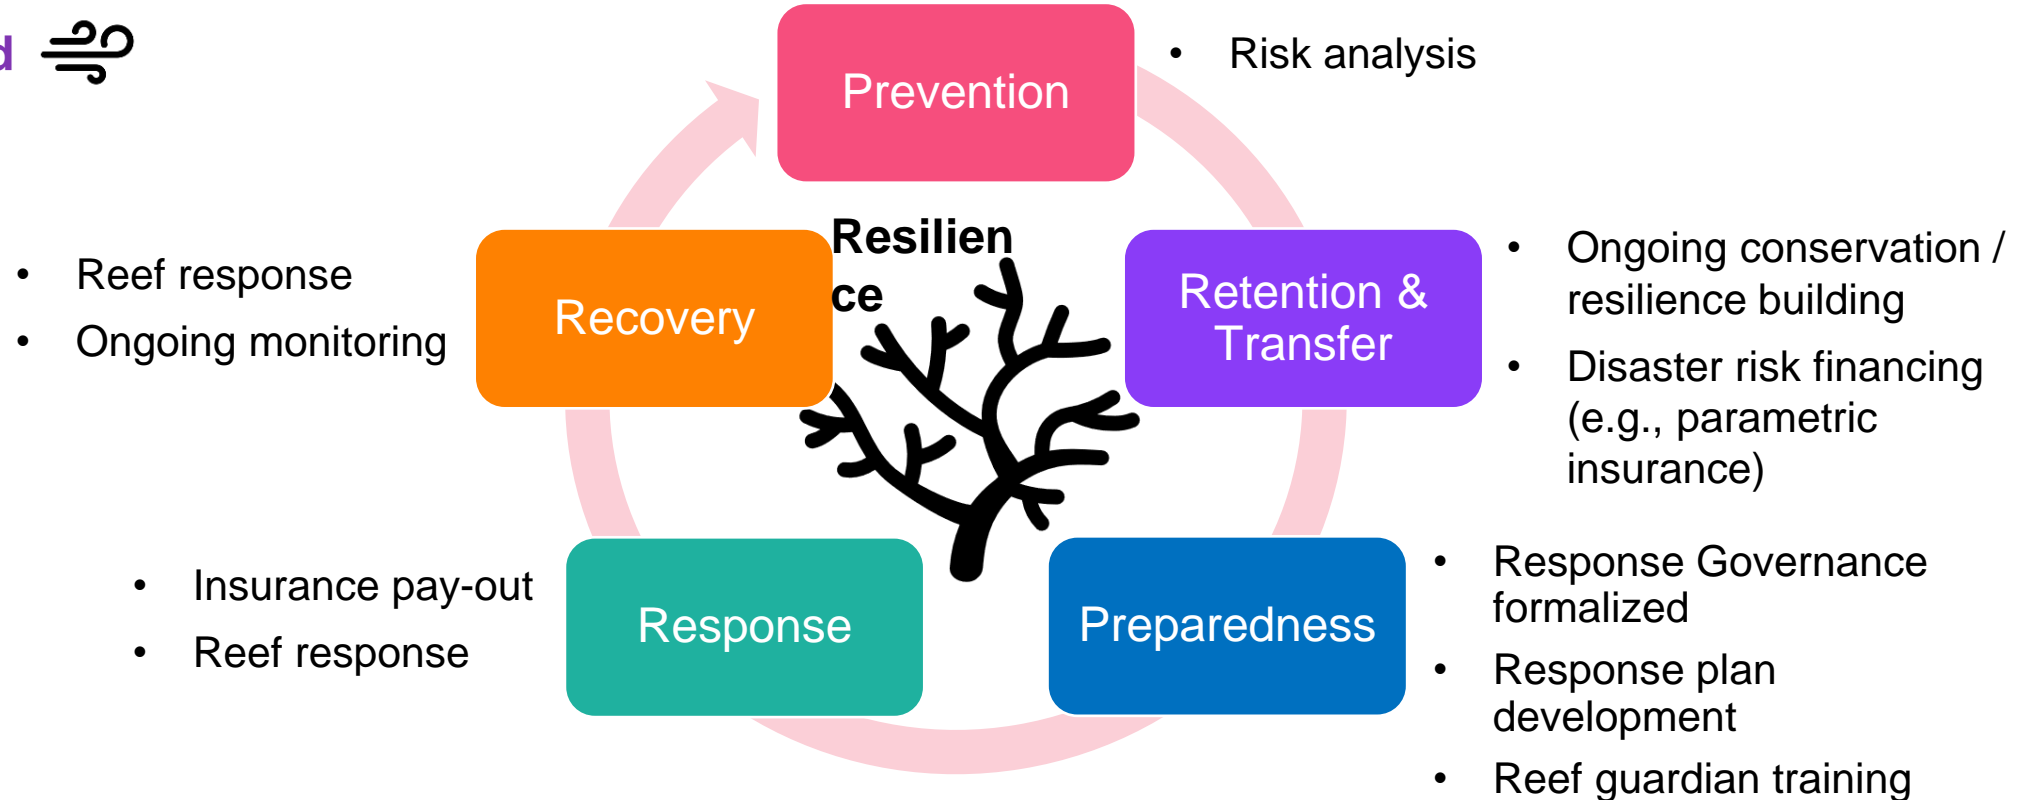 Prevention
• Risk analysis
Resilien
ce
Retention &
Transfer
• Ongoing conservation /
resilience building
• Disaster risk financing
(e.g., parametric
insurance)
Preparedness
• Response Governance
formalized
• Response plan
development
• Reef guardian training
Response
• Insurance pay-out
• Reef response
Recovery
• Reef response
• Ongoing monitoring